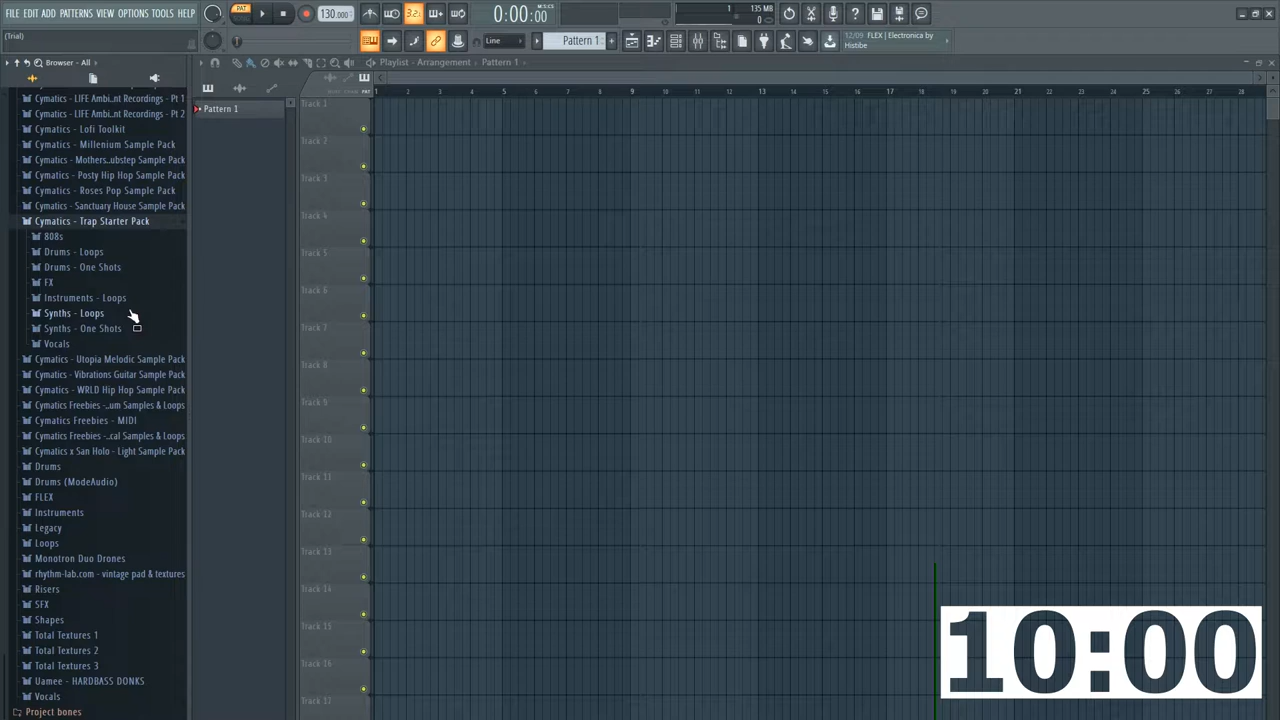 FILE EDIT ADD PATTERNS VIEW OPTIONS TOOLS HELP
PAT
SONG
130.000
3.2.
0:00:00
M:S:CS
1
135 MB
0
(Trial)
Line
Pattern 1
12/09 FLEX | Electronica by
Histibe
Browser - All
Playlist - Arrangement
Pattern 1
Cymatics - LIFE Ambi..nt Recordings - Pt 1
Cymatics - LIFE Ambi..nt Recordings - Pt 2
Cymatics - Lofi Toolkit
Cymatics - Millenium Sample Pack
Cymatics - Mothers..ubstep Sample Pack
Cymatics - Posty Hip Hop Sample Pack
Cymatics - Roses Pop Sample Pack
Cymatics - Sanctuary House Sample Pack
Cymatics - Trap Starter Pack
808s
Drums - Loops
Drums - One Shots
FX
Instruments - Loops
Synths - Loops
Synths - One Shots
Vocals
Cymatics - Utopia Melodic Sample Pack
Cymatics - Vibrations Guitar Sample Pack
Cymatics - WRLD Hip Hop Sample Pack
Cymatics Freebies -..um Samples & Loops
Cymatics Freebies - MIDI
Cymatics Freebies -..cal Samples & Loops
Cymatics x San Holo - Light Sample Pack
Drums
Drums (ModeAudio)
FLEX
Instruments
Legacy
Loops
Monotron Duo Drones
rhythm-lab.com - vintage pad & textures
Risers
SFX
Shapes
Total Textures 1
Total Textures 2
Total Textures 3
Uamee - HARDBASS DONKS
Vocals
Project bones
Pattern 1
1 2 3 4 5 6 7 8 9 10 11 12 13 14 15 16 17 18 19 20 21 22 23 24 25 26 27 28
Track 1
Track 2
Track 3
Track 4
Track 5
Track 6
Track 7
Track 8
Track 9
Track 10
Track 11
Track 12
Track 13
Track 14
Track 15
Track 16
Track 17
10:00